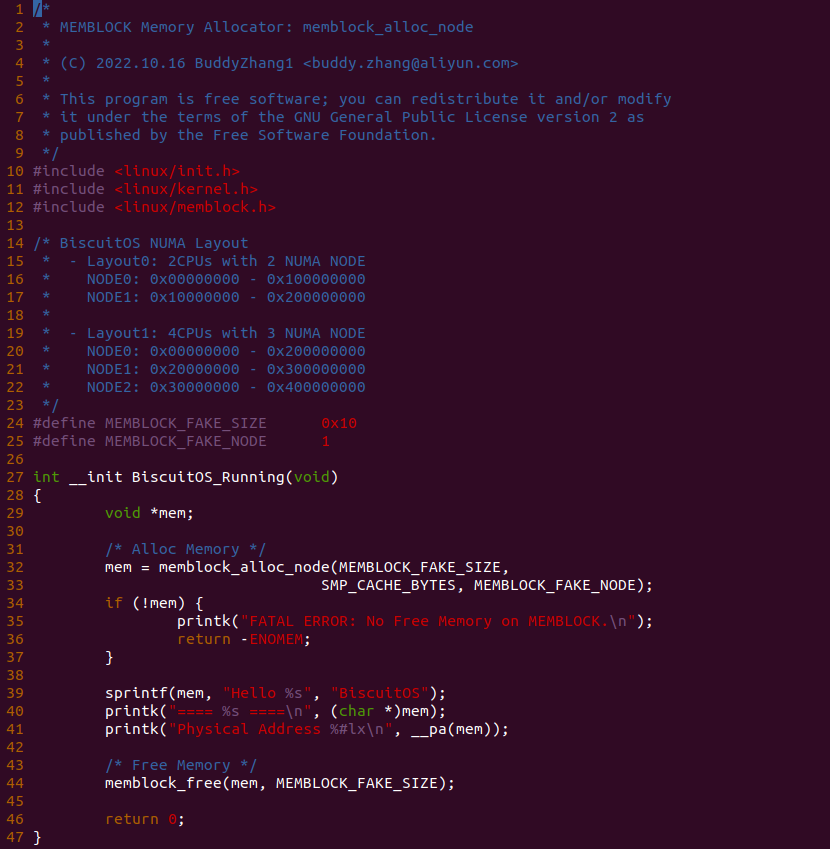 1 /*
2  * MEMBLOCK Memory Allocator: memblock_alloc_node
3  *
4  * (C) 2022.10.16 BuddyZhang1 <buddy.zhang@aliyun.com>
5  *
6  * This program is free software; you can redistribute it and/or modify
7  * it under the terms of the GNU General Public License version 2 as
8  * published by the Free Software Foundation.
9  */
10 #include <linux/init.h>
11 #include <linux/kernel.h>
12 #include <linux/memblock.h>
13
14 /* BiscuitOS NUMA Layout
15  *  - Layout0: 2CPUs with 2 NUMA NODE
16  *    NODE0: 0x00000000 - 0x100000000
17  *    NODE1: 0x10000000 - 0x200000000
18  *
19  *  - Layout1: 4CPUs with 3 NUMA NODE
20  *    NODE0: 0x00000000 - 0x200000000
21  *    NODE1: 0x20000000 - 0x300000000
22  *    NODE2: 0x30000000 - 0x400000000
23  */
24 #define MEMBLOCK_FAKE_SIZE      0x10
25 #define MEMBLOCK_FAKE_NODE      1
26
27 int __init BiscuitOS_Running(void)
28 {
29         void *mem;
30
31         /* Alloc Memory */
32         mem = memblock_alloc_node(MEMBLOCK_FAKE_SIZE,
33                                 SMP_CACHE_BYTES, MEMBLOCK_FAKE_NODE);
34         if (!mem) {
35                 printk("FATAL ERROR: No Free Memory on MEMBLOCK.\n");
36                 return -ENOMEM;
37         }
38
39         sprintf(mem, "Hello %s", "BiscuitOS");
40         printk("==== %s ====\n", (char *)mem);
41         printk("Physical Address %#lx\n", __pa(mem));
42
43         /* Free Memory */
44         memblock_free(mem, MEMBLOCK_FAKE_SIZE);
45
46         return 0;
47 }